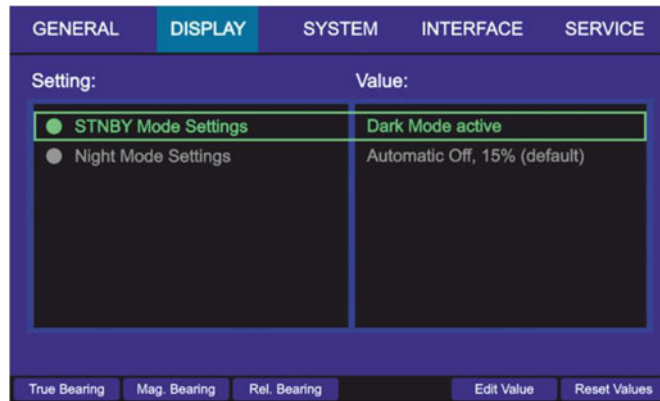 GENERAL DISPLAY SYSTEM INTERFACE SERVICE
Setting: Value:
STNBY Mode Settings Dark Mode active
Night Mode Settings Automatic Off, 15% (default)
True Bearing Mag. Bearing Rel. Bearing Edit Value Reset Values